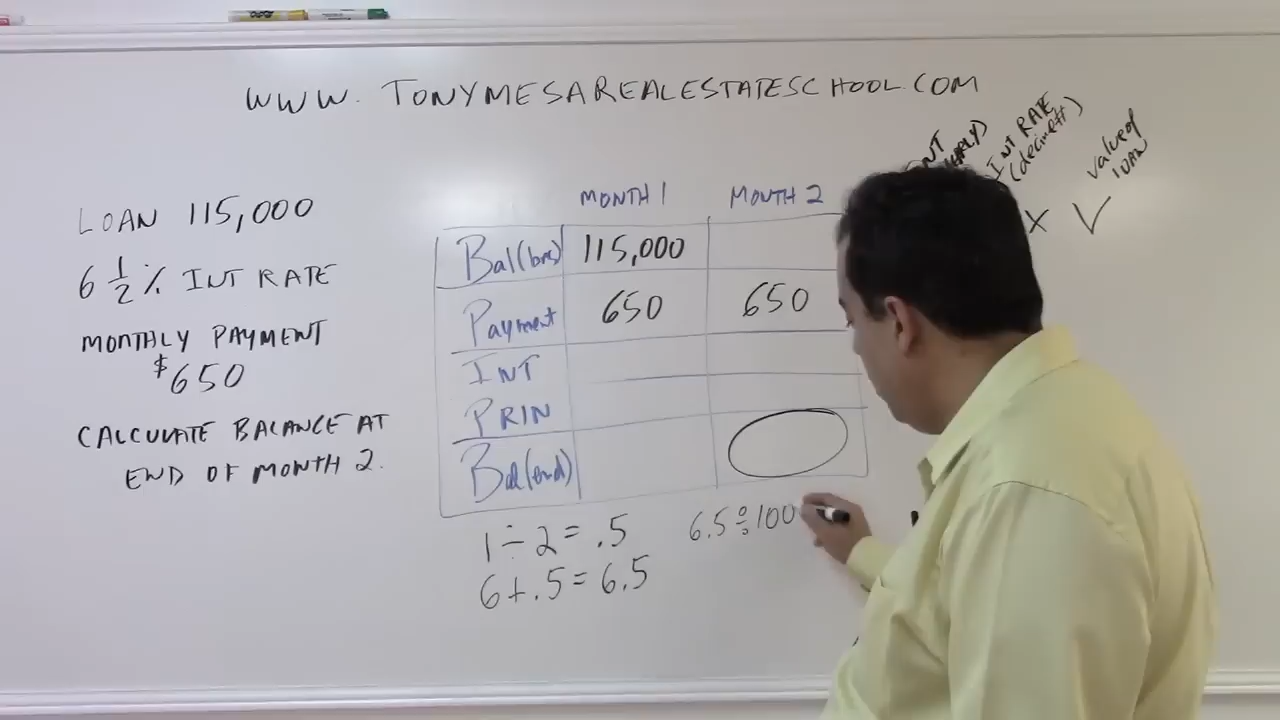 WWW.TONYMESAREALESTATESCHOOL.COM
INT RATE
(decimal)
value of
loan
X V
LOAN 115,000
6 1/2 % INT RATE
MONTHLY PAYMENT
$650
CALCULATE BALANCE AT
END OF MONTH 2.
MONTH 1 MONTH 2
115,000
Payment 650 650
INT
PRIN
Bal(end)
1 ÷ 2 = .5
6 + .5 = 6.5
6.5 ÷ 100